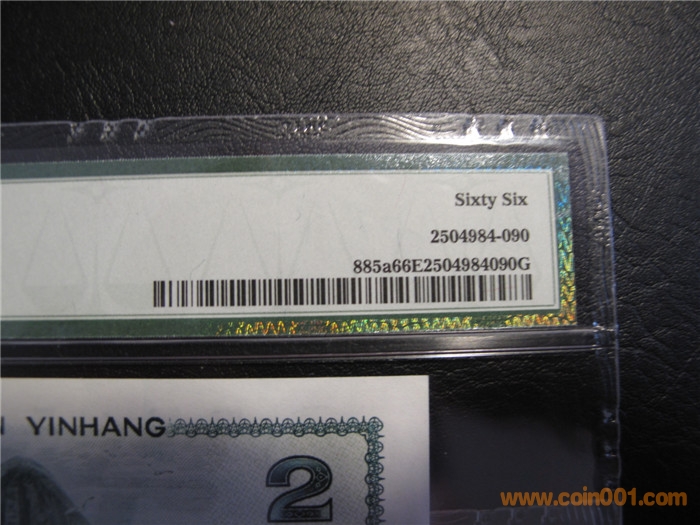 Sixty Six
2504984-090
885a66E2504984090G
YINHANG
2
www.coin001.com